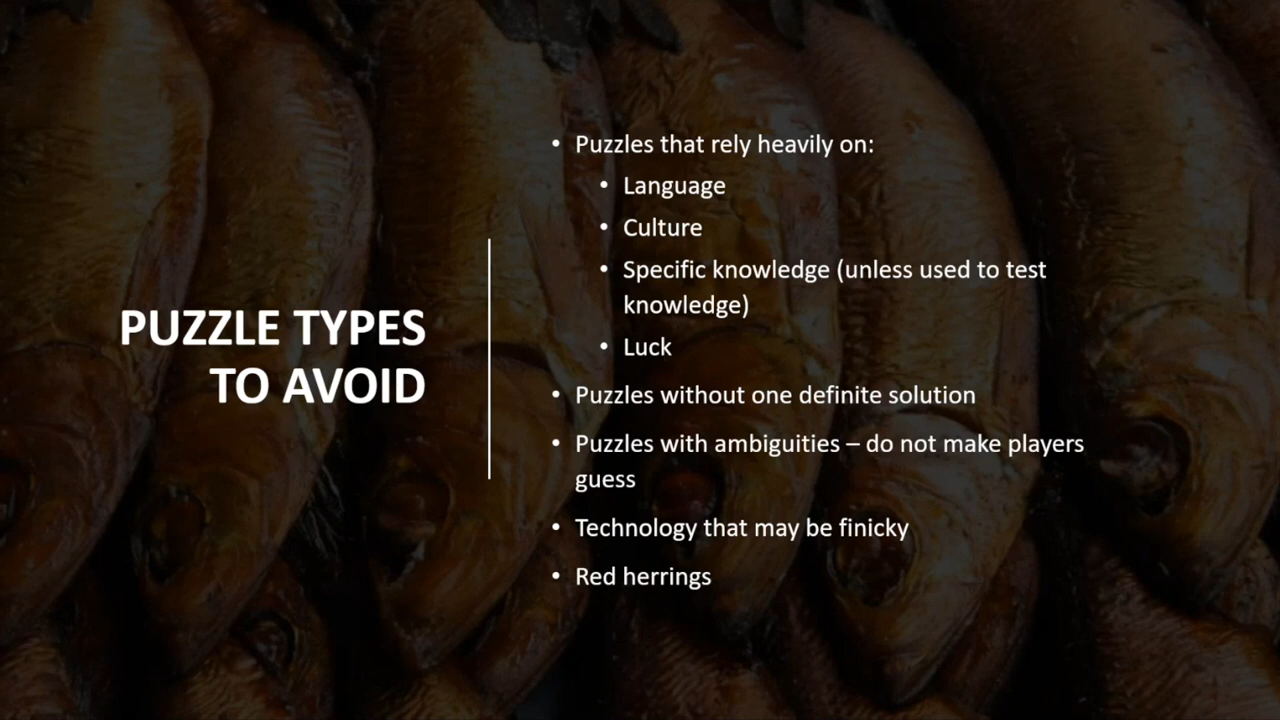 PUZZLE TYPES
TO AVOID
• Puzzles that rely heavily on:
• Language
• Culture
• Specific knowledge (unless used to test
knowledge)
• Luck
• Puzzles without one definite solution
• Puzzles with ambiguities – do not make players
guess
• Technology that may be finicky
• Red herrings